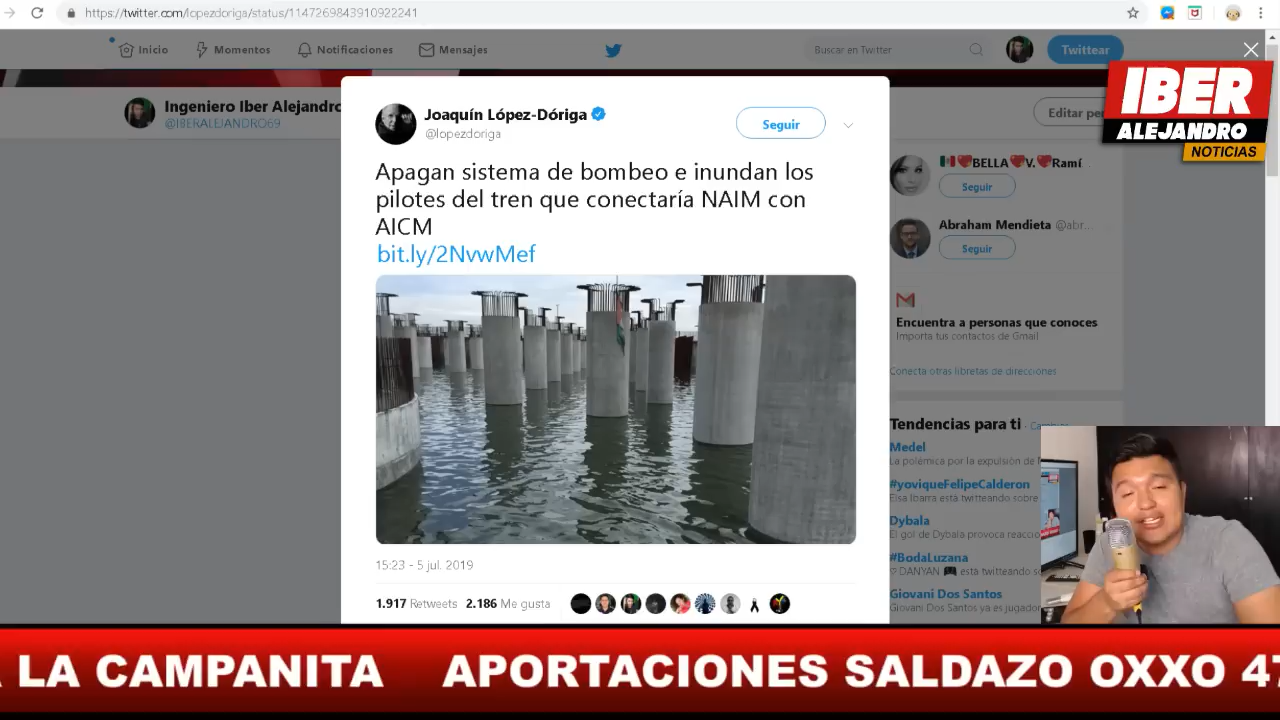 https://twitter.com/lopezdoriga/status/1147269843910922241
Inicio
Momentos
Notificaciones
Mensajes
Buscar en Twitter
Twittear
Ingeniero Iber Alejandro
@IBERALEJANDRO69
Joaquín López-Dóriga
@lopezdoriga
Seguir
Apagan sistema de bombeo e inundan los
pilotes del tren que conectaría NAIM con
AICM
bit.ly/2NvwMef
15:23 - 5 jul. 2019
1.917 Retweets 2.186 Me gusta
Editar per
IBER
ALEJANDRO
NOTICIAS
BELLA V. Ramí
Seguir
Abraham Mendieta @abr...
Seguir
Encuentra a personas que conoces
Importa tus contactos de Gmail
Conecta otras libretas de direcciones
Tendencias para ti
Medel
La polémica por la expulsión de
#yoviqueFelipeCalderon
Elsa Ibarra está twitteando sobre
Dybala
El gol de Dybala provoca reacci
#BodaLuzana
DANYAN está twitteando s
Giovani Dos Santos
Giovani Dos Santos ya es jugador
A LA CAMPANITA APORTACIONES SALDAZO OXXO 47